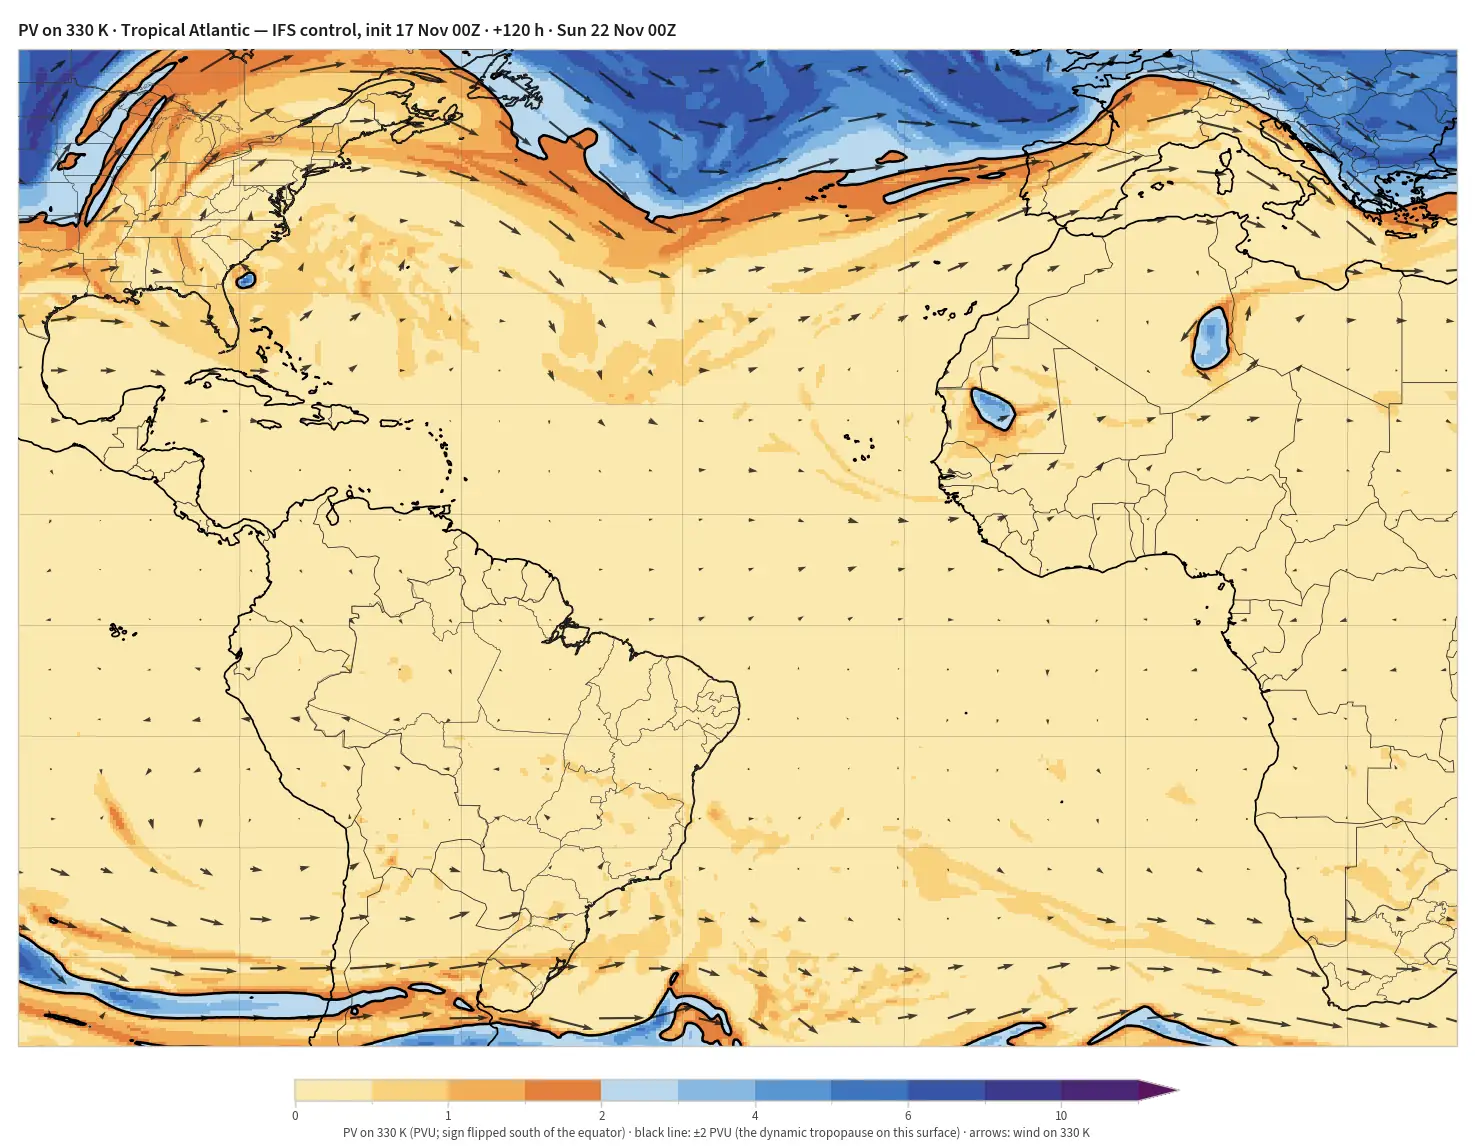 PV on 330 K · Tropical Atlantic — IFS control, init 17 Nov 00Z · +120 h · Sun 22 Nov 00Z
0 1 2 4 6 8 10
PV on 330 K (PVU; sign flipped south of the equator) · black line: ±2 PVU (the dynamic tropopause on this surface) · arrows: wind on 330 K